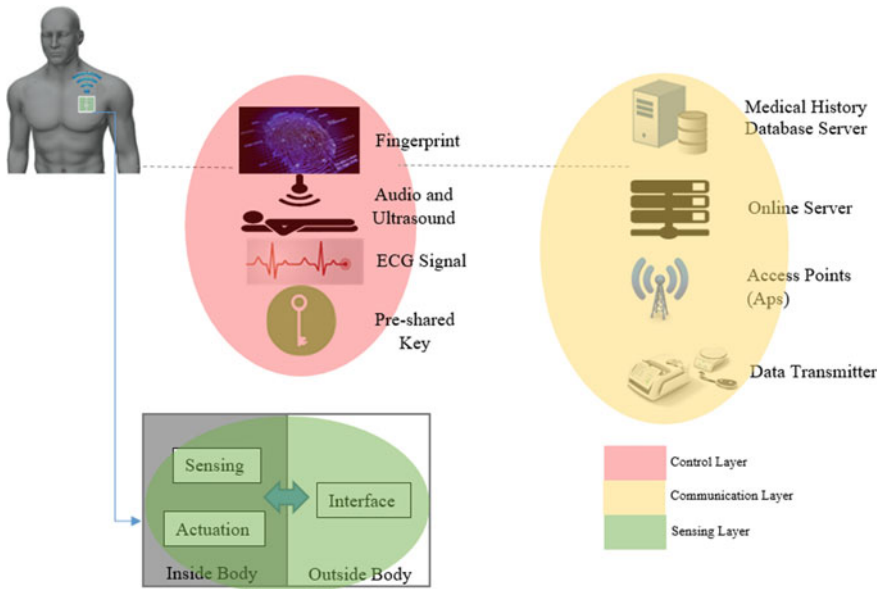 Fingerprint
Audio and
Ultrasound
ECG Signal
Pre-shared
Key
Medical History
Database Server
Online Server
Access Points
(Aps)
Data Transmitter
Sensing
Actuation
Interface
Inside Body
Outside Body
Control Layer
Communication Layer
Sensing Layer